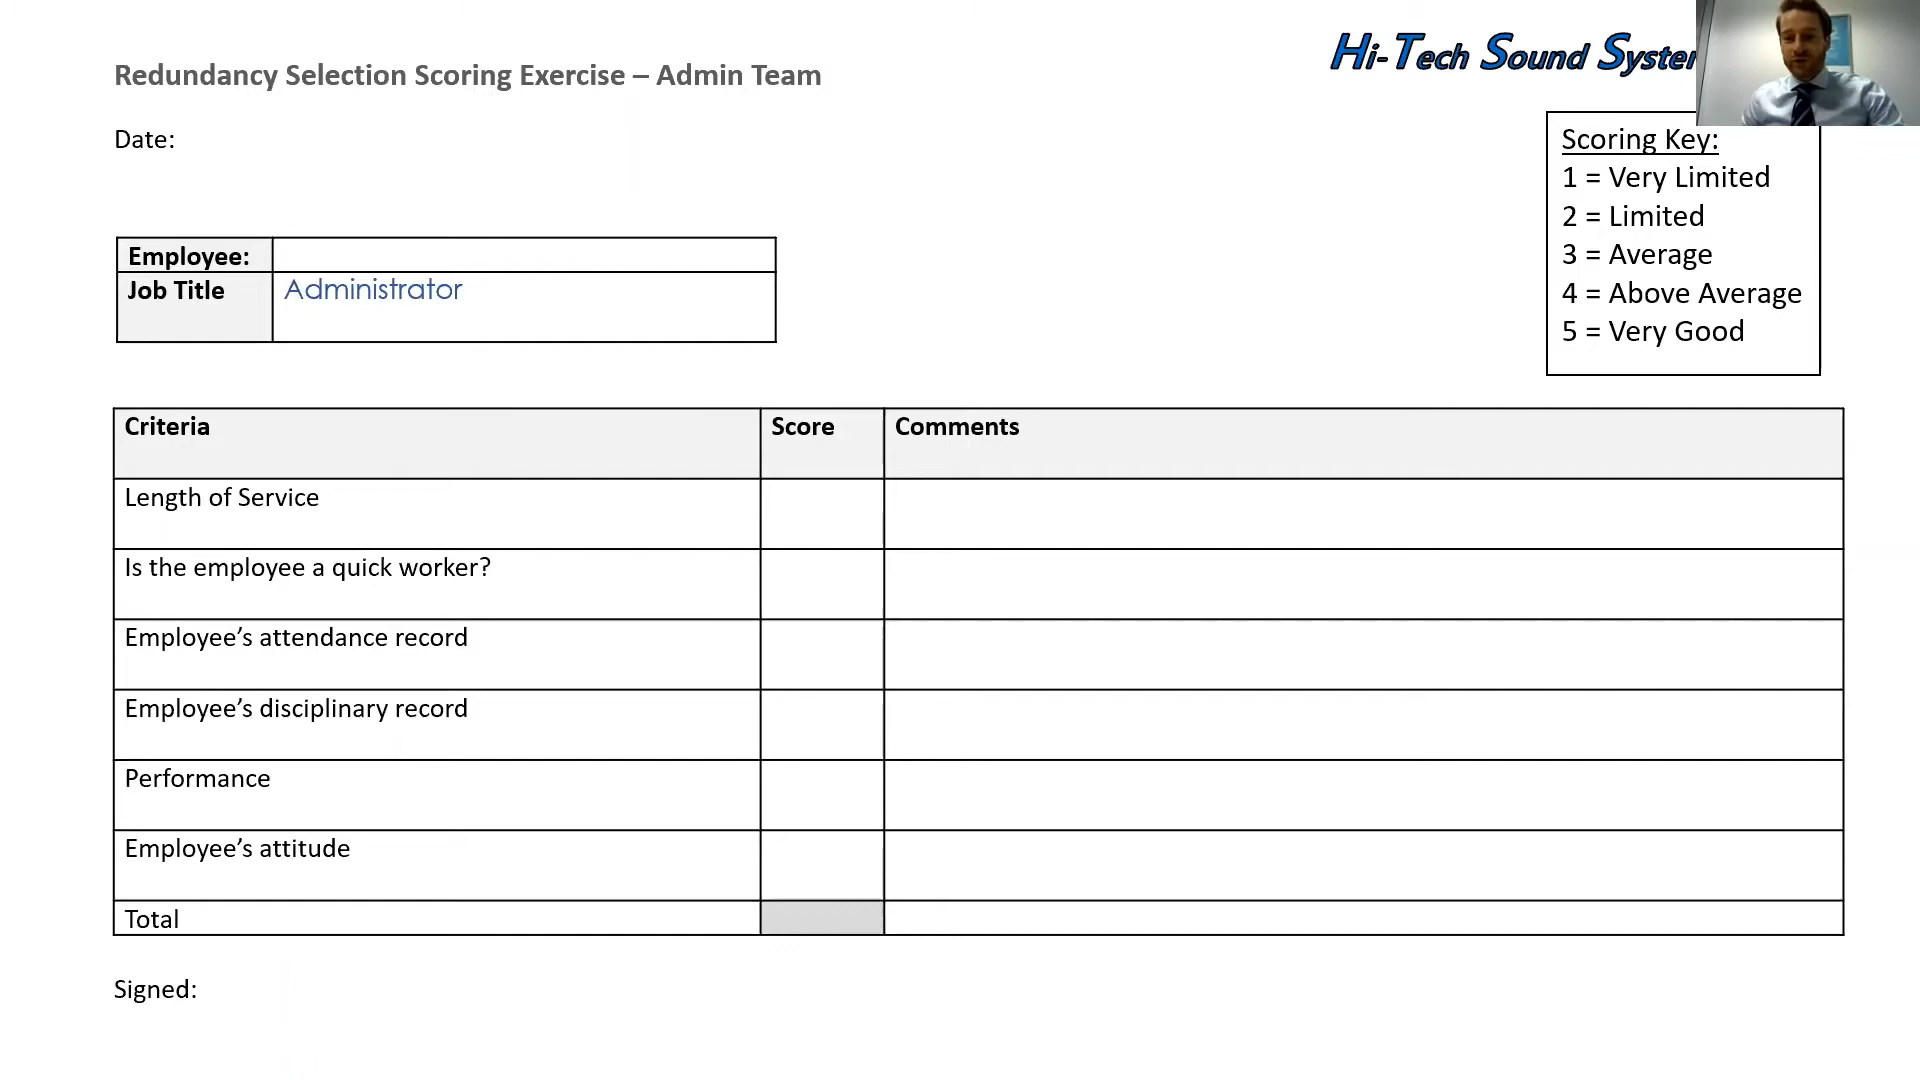 Hi-Tech Sound System
Redundancy Selection Scoring Exercise – Admin Team
Date:
Scoring Key:
1 = Very Limited
2 = Limited
3 = Average
4 = Above Average
5 = Very Good
Employee:
Job Title Administrator
Criteria Score Comments
Length of Service
Is the employee a quick worker?
Employee’s attendance record
Employee’s disciplinary record
Performance
Employee’s attitude
Total
Signed: